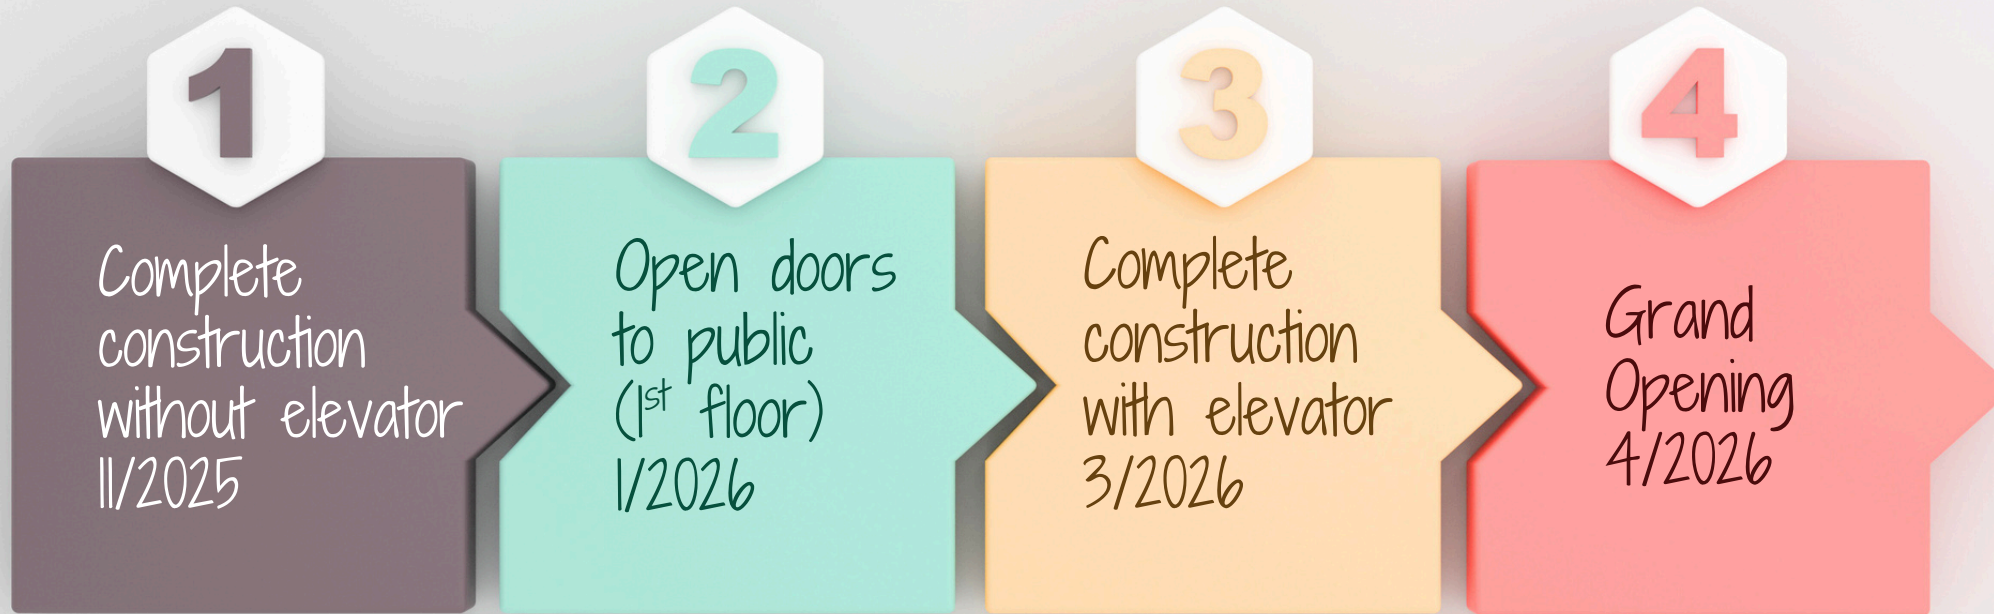 1
Complete
construction
without elevator
11/2025
2
Open doors
to public
(1st floor)
1/2026
3
Complete
construction
with elevator
3/2026
4
Grand
Opening
4/2026